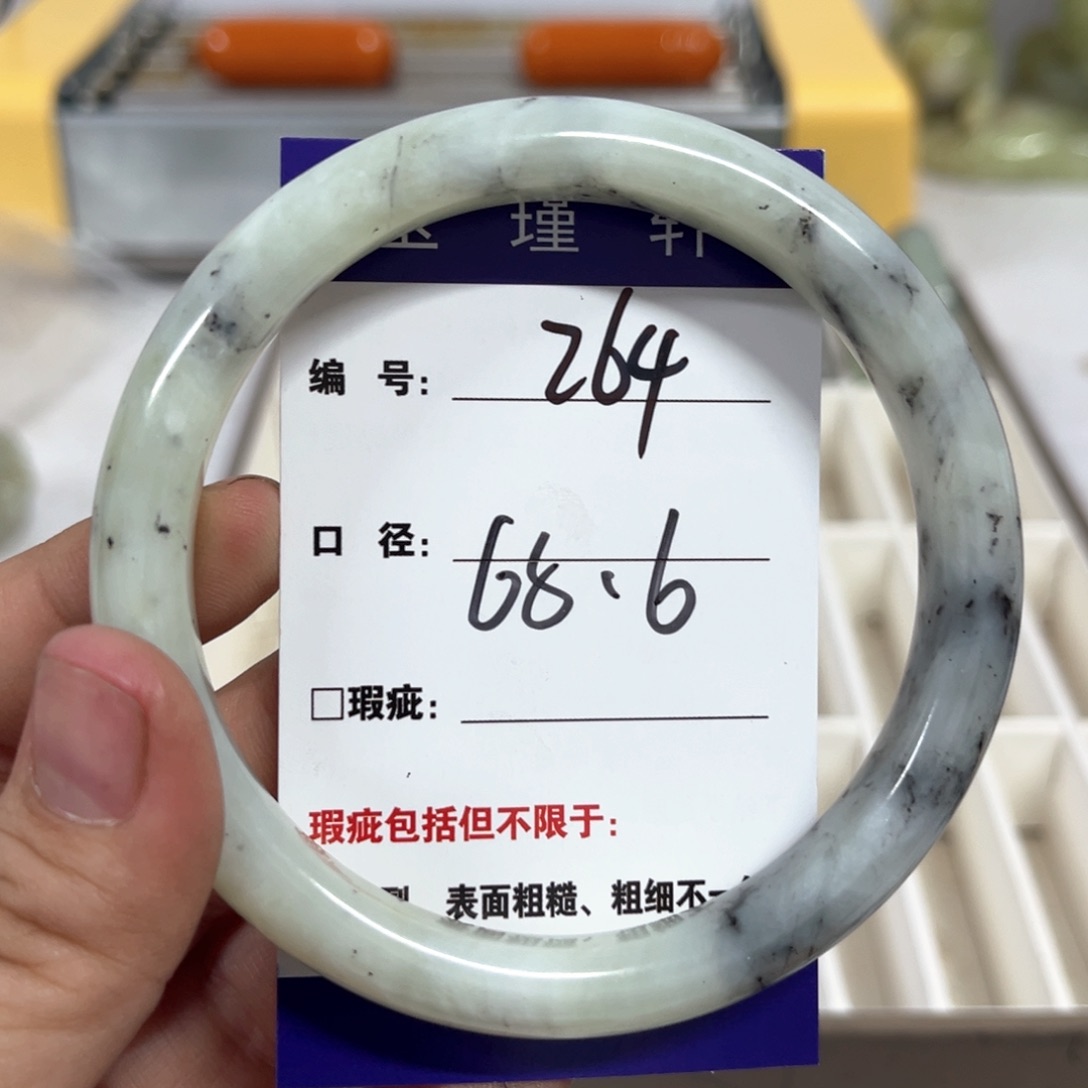 瑾轩
编 号: 264
口 径: 68.6
□瑕疵:
瑕疵包括但不限于:
表面粗糙、粗细不一